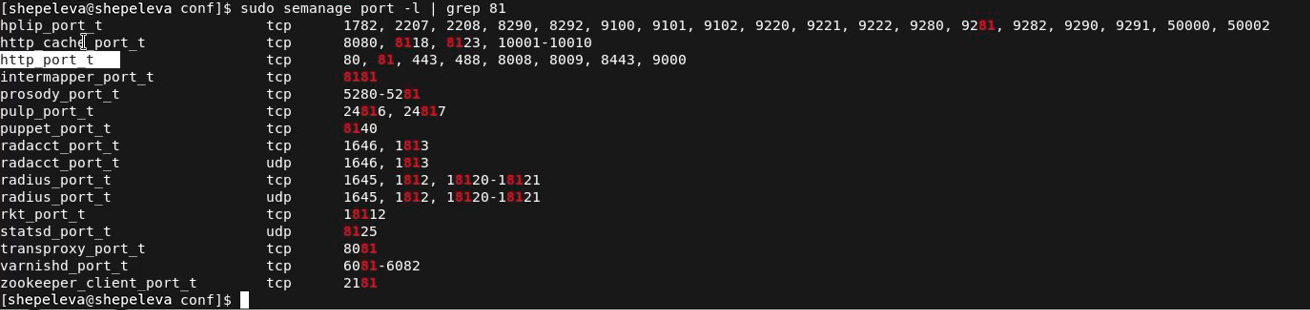 [shepeleva@shepeleva conf]$ sudo semanage port -l | grep 81
hplip_port_t                   tcp      1782, 2207, 2208, 8290, 8292, 9100, 9101, 9102, 9220, 9221, 9222, 9280, 9281, 9282, 9290, 9291, 50000, 50002
http_cache_port_t              tcp      8080, 8118, 8123, 10001-10010
http_port_t                    tcp      80, 81, 443, 488, 8008, 8009, 8443, 9000
intermapper_port_t             tcp      8181
prosody_port_t                 tcp      5280-5281
pulp_port_t                    tcp      24816, 24817
puppet_port_t                  tcp      8140
radacct_port_t                 tcp      1646, 1813
radacct_port_t                 udp      1646, 1813
radius_port_t                  tcp      1645, 1812, 18120-18121
radius_port_t                  udp      1645, 1812, 18120-18121
rkt_port_t                     tcp      18112
statsd_port_t                  udp      8125
transproxy_port_t              tcp      8081
varnishd_port_t                tcp      6081-6082
zookeeper_client_port_t        tcp      2181
[shepeleva@shepeleva conf]$